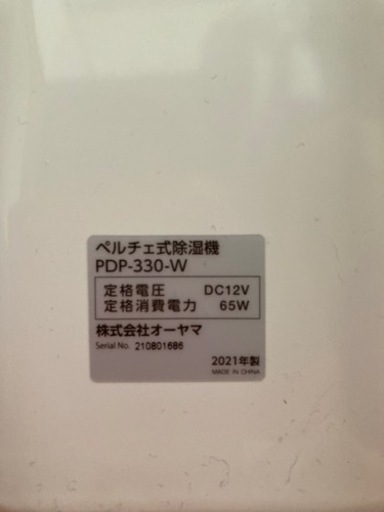 ペルチェ式除湿機
PDP-330-W
定格電圧 DC12V
定格消費電力 65W
株式会社オーヤマ
Serial No. 210801686
2021年製
MADE IN CHINA